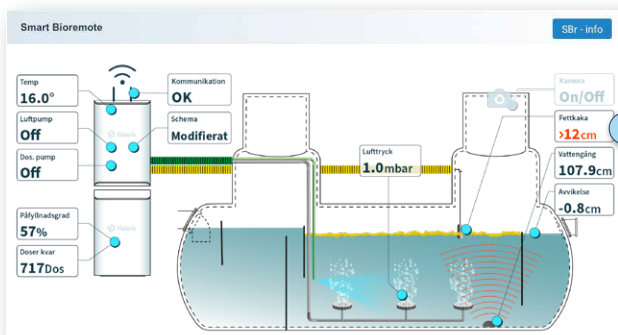 Smart Bioremote
SBr - info
Temp
16.0°
Luftpump
Off
Dos. pump
Off
Påfyllnadsgrad
57%
Doser kvar
717Dos
Kommunikation
OK
Schema
Modifierat
Lufttryck
1.0mbar
Kamera
On/Off
Fettkaka
>12cm
Vattengång
107.9cm
Avvikelse
-0.8cm